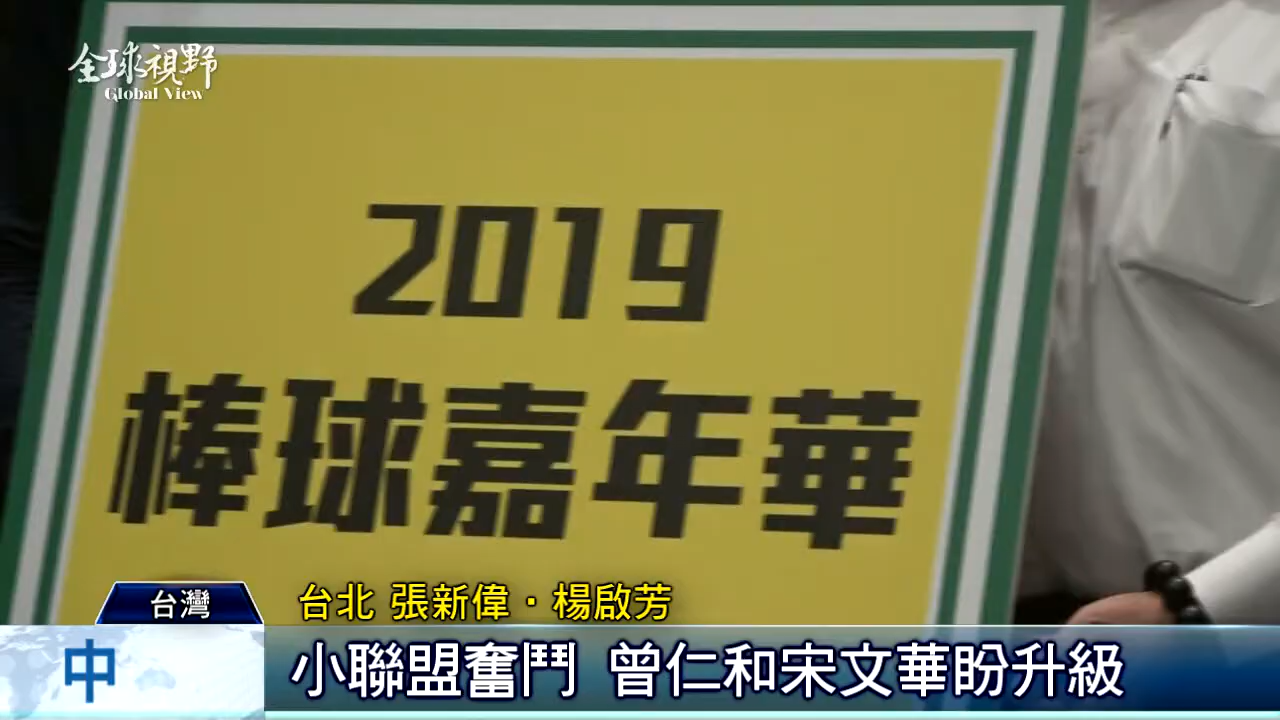 全球視野
Global View
2019
棒球嘉年華
台灣
台北 張新偉·楊啟芳
中
小聯盟奮鬥 曾仁和宋文華盼升級